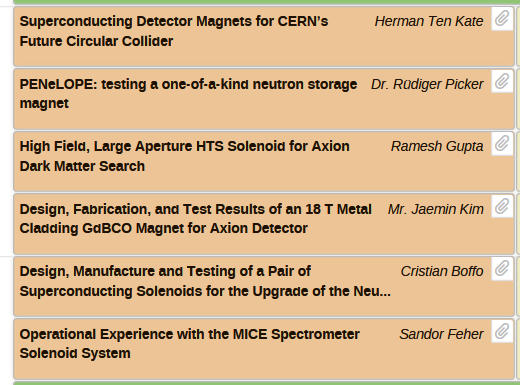 Superconducting Detector Magnets for CERN's Herman Ten Kate
Future Circular Collider
PENeLOPE: testing a one-of-a-kind neutron storage Dr. Rüdiger Picker
magnet
High Field, Large Aperture HTS Solenoid for Axion Ramesh Gupta
Dark Matter Search
Design, Fabrication, and Test Results of an 18 T Metal Mr. Jaemin Kim
Cladding GdBCO Magnet for Axion Detector
Design, Manufacture and Testing of a Pair of Cristian Boffo
Superconducting Solenoids for the Upgrade of the Neu...
Operational Experience with the MICE Spectrometer Sandor Feher
Solenoid System